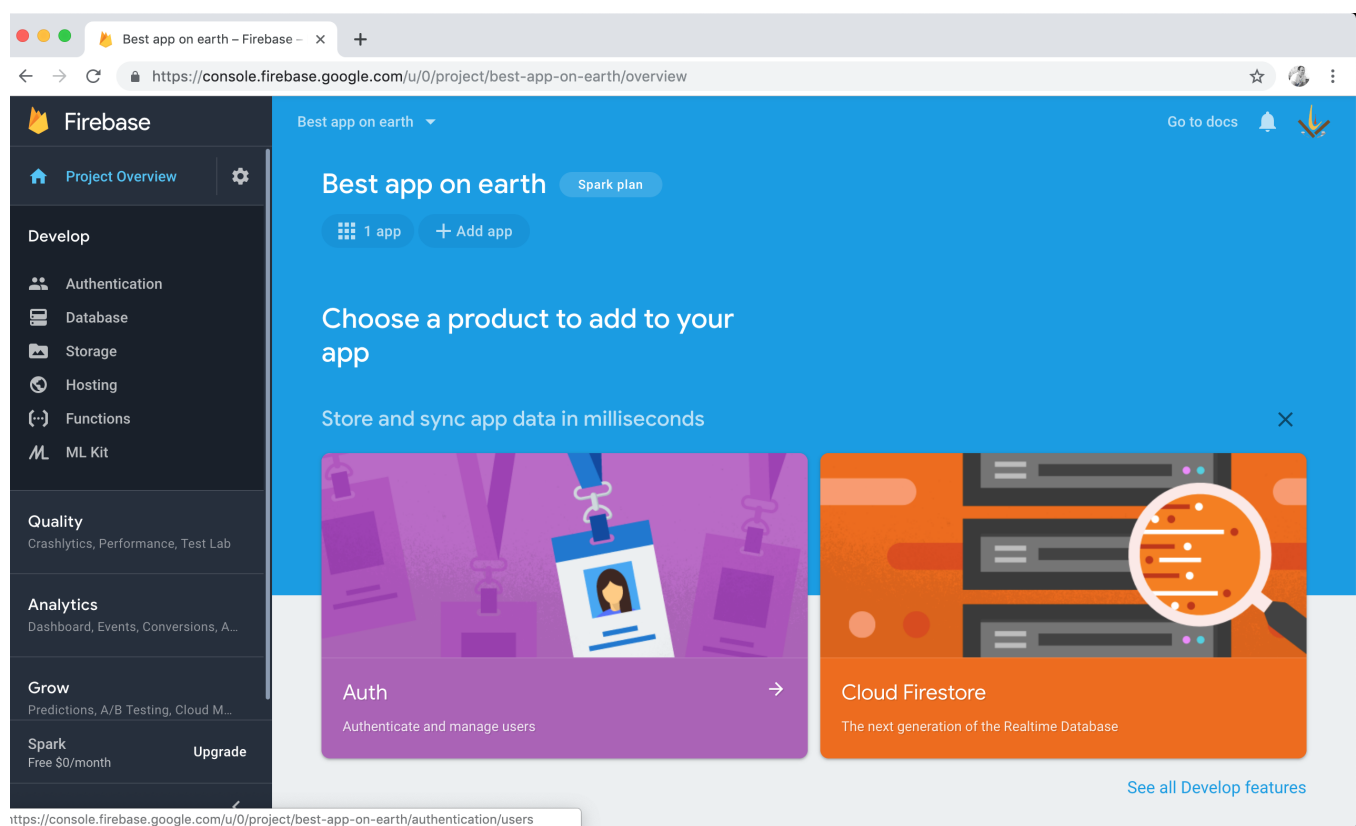 Best app on earth – Firebase –
https://console.firebase.google.com/u/0/project/best-app-on-earth/overview
Firebase
Project Overview
Develop
Authentication
Database
Storage
Hosting
Functions
ML Kit
Quality
Crashlytics, Performance, Test Lab
Analytics
Dashboard, Events, Conversions, A...
Grow
Predictions, A/B Testing, Cloud M...
Spark
Free $0/month
Upgrade
Best app on earth
Go to docs
Best app on earth
Spark plan
1 app
+ Add app
Choose a product to add to your
app
Store and sync app data in milliseconds
Auth
Authenticate and manage users
Cloud Firestore
The next generation of the Realtime Database
See all Develop features
https://console.firebase.google.com/u/0/project/best-app-on-earth/authentication/users